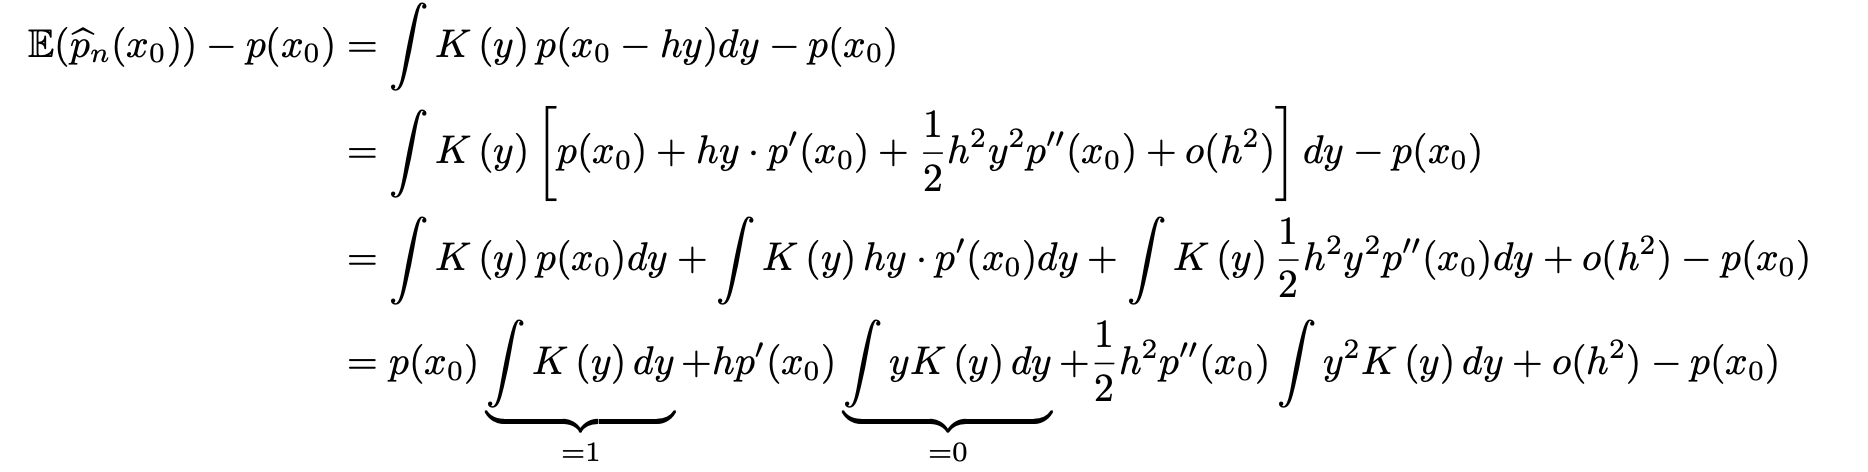 𝔼(p̂ₙ(x₀)) − p(x₀) = ∫ K (y) p(x₀ − hy)dy − p(x₀)
= ∫ K (y) [p(x₀) + hy · p′(x₀) + ½h²y²p″(x₀) + o(h²)] dy − p(x₀)
= ∫ K (y) p(x₀)dy + ∫ K (y) hy · p′(x₀)dy + ∫ K (y) ½h²y²p″(x₀)dy + o(h²) − p(x₀)
= p(x₀) ∫ K (y) dy + hp′(x₀) ∫ yK (y) dy + ½h²p″(x₀) ∫ y²K (y) dy + o(h²) − p(x₀)
=1 =0